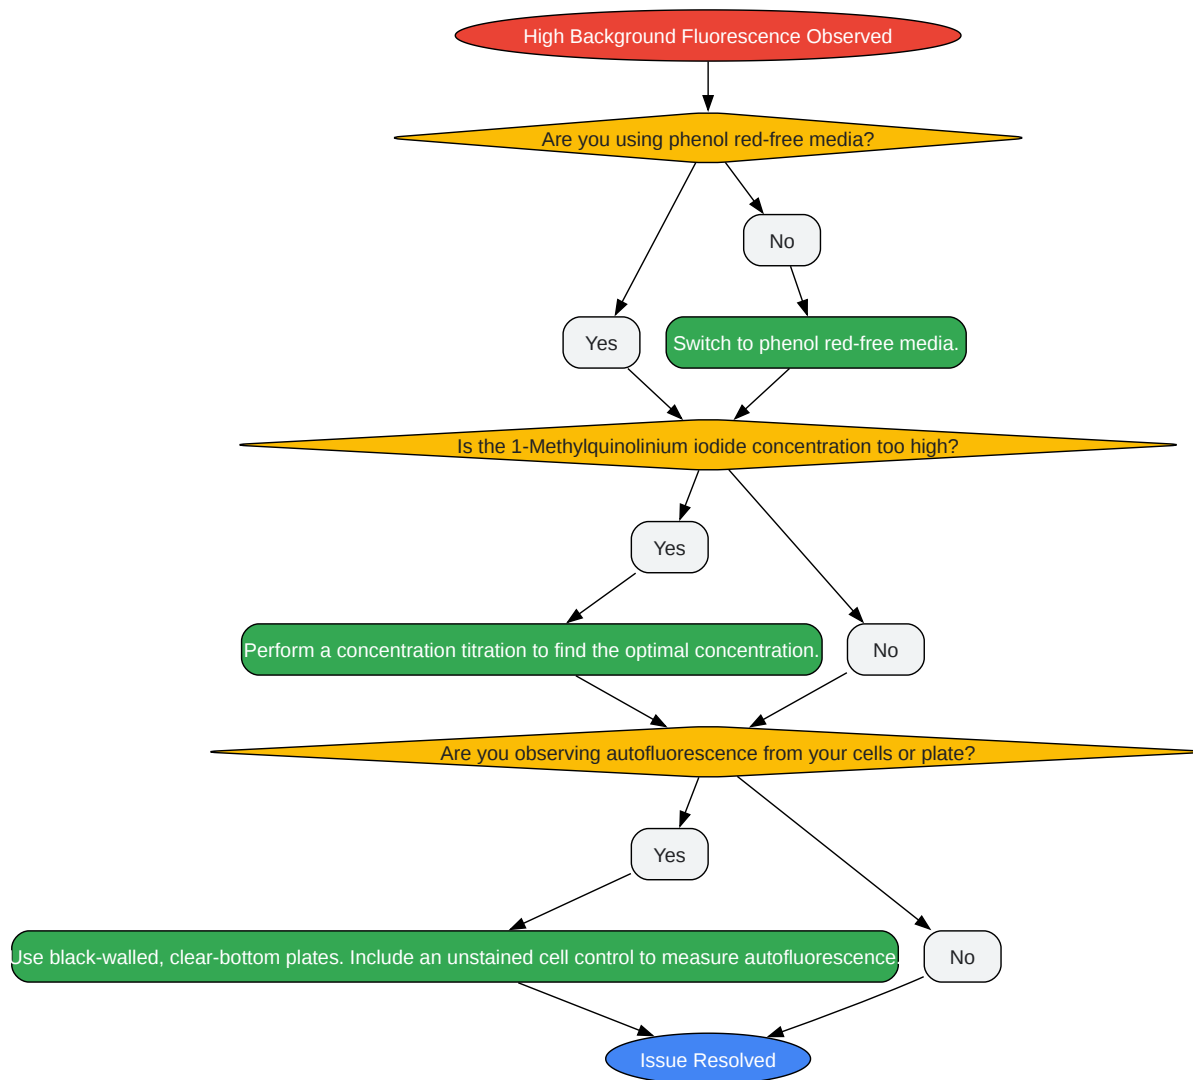 High Background Fluorescence Observed
Are you using phenol red-free media?
No
Yes
Switch to phenol red-free media.
Is the 1-Methylquinolinium iodide concentration too high?
Yes
Perform a concentration titration to find the optimal concentration.
No
Are you observing autofluorescence from your cells or plate?
Yes
Use black-walled, clear-bottom plates. Include an unstained cell control to measure autofluorescence.
No
Issue Resolved